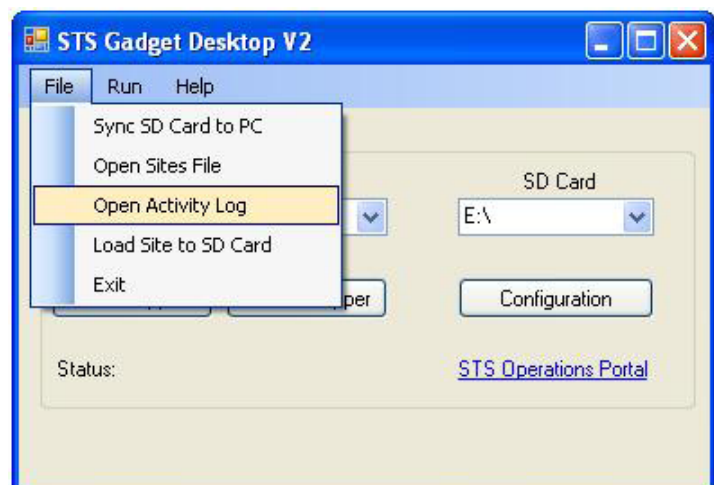 STS Gadget Desktop V2
File Run Help
Sync SD Card to PC
Open Sites File
Open Activity Log
Load Site to SD Card
Exit
SD Card
E:\
Configuration
Status:
STS Operations Portal